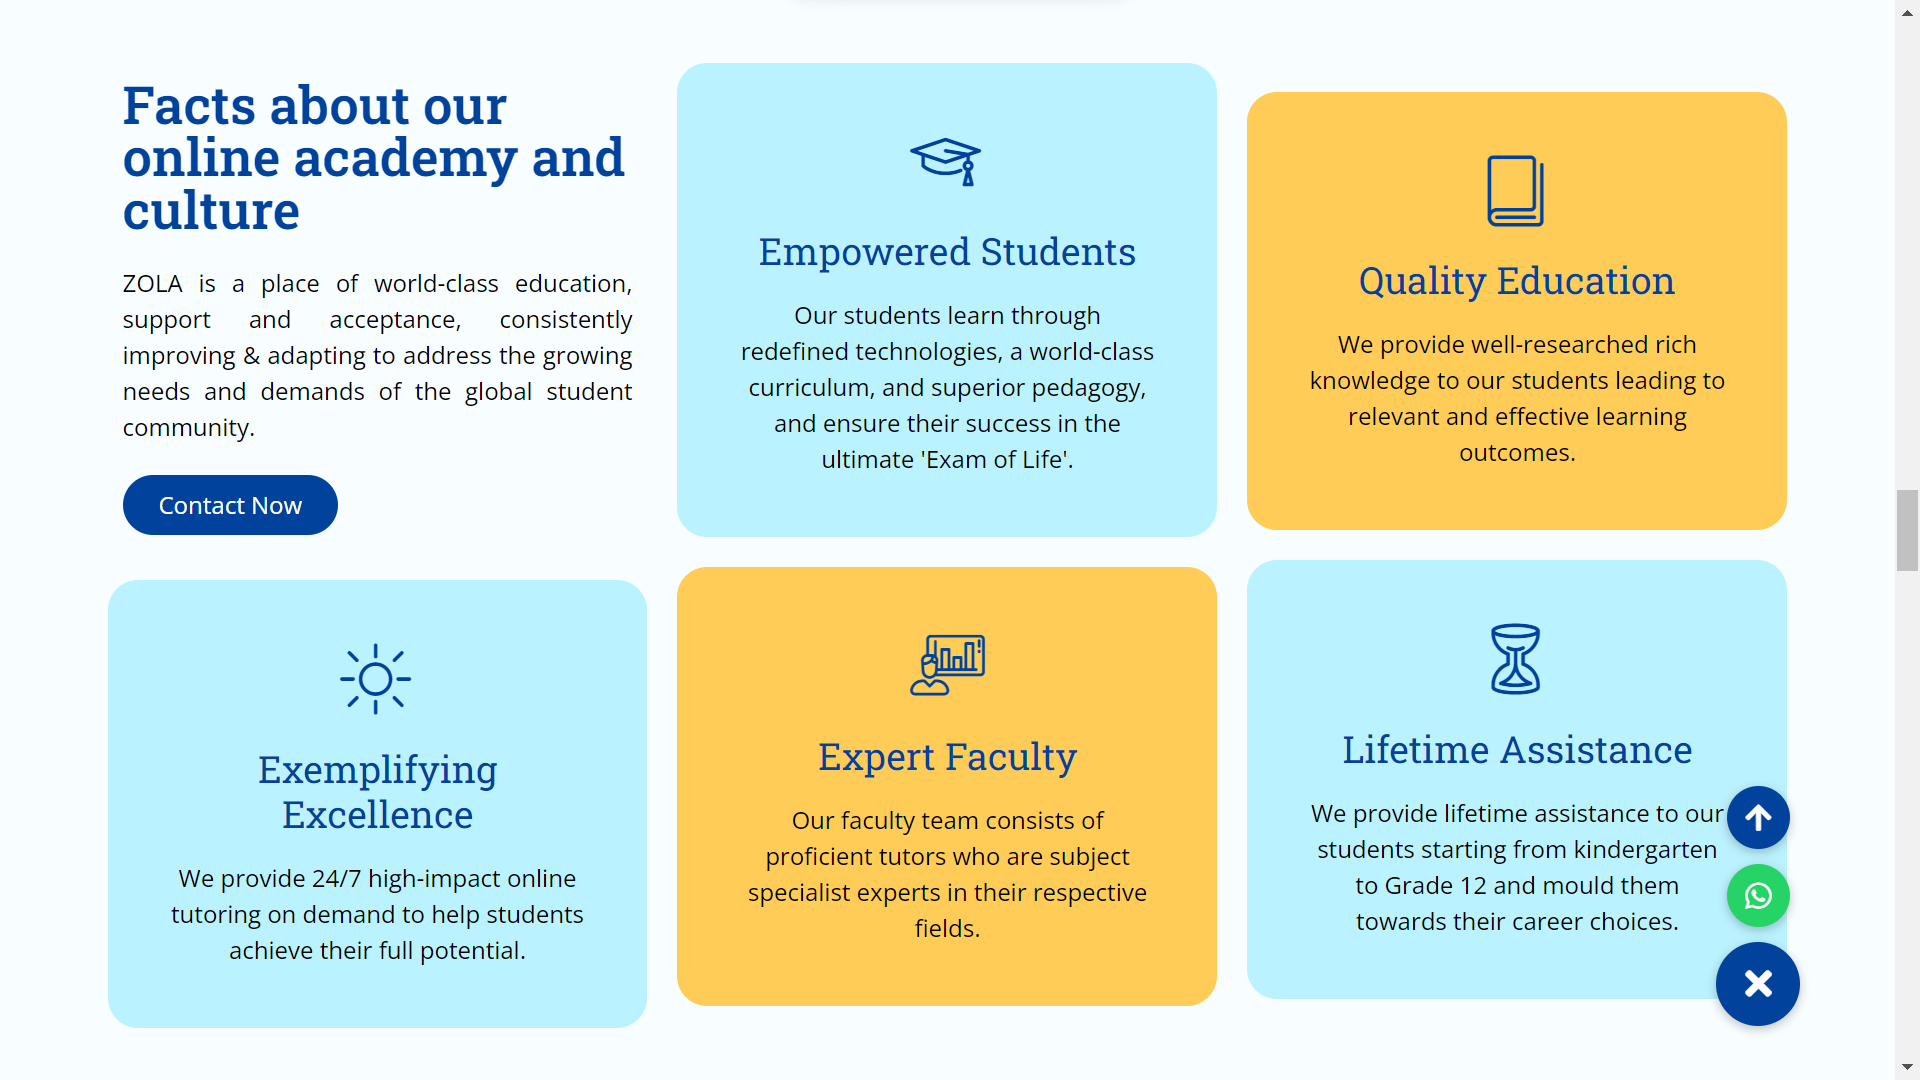 Facts about our
online academy and
culture
ZOLA is a place of world-class education,
support and acceptance, consistently
improving & adapting to address the growing
needs and demands of the global student
community.
Contact Now
Empowered Students
Our students learn through
redefined technologies, a world-class
curriculum, and superior pedagogy,
and ensure their success in the
ultimate 'Exam of Life'.
Quality Education
We provide well-researched rich
knowledge to our students leading to
relevant and effective learning
outcomes.
Exemplifying
Excellence
We provide 24/7 high-impact online
tutoring on demand to help students
achieve their full potential.
Expert Faculty
Our faculty team consists of
proficient tutors who are subject
specialist experts in their respective
fields.
Lifetime Assistance
We provide lifetime assistance to our
students starting from kindergarten
to Grade 12 and mould them
towards their career choices.